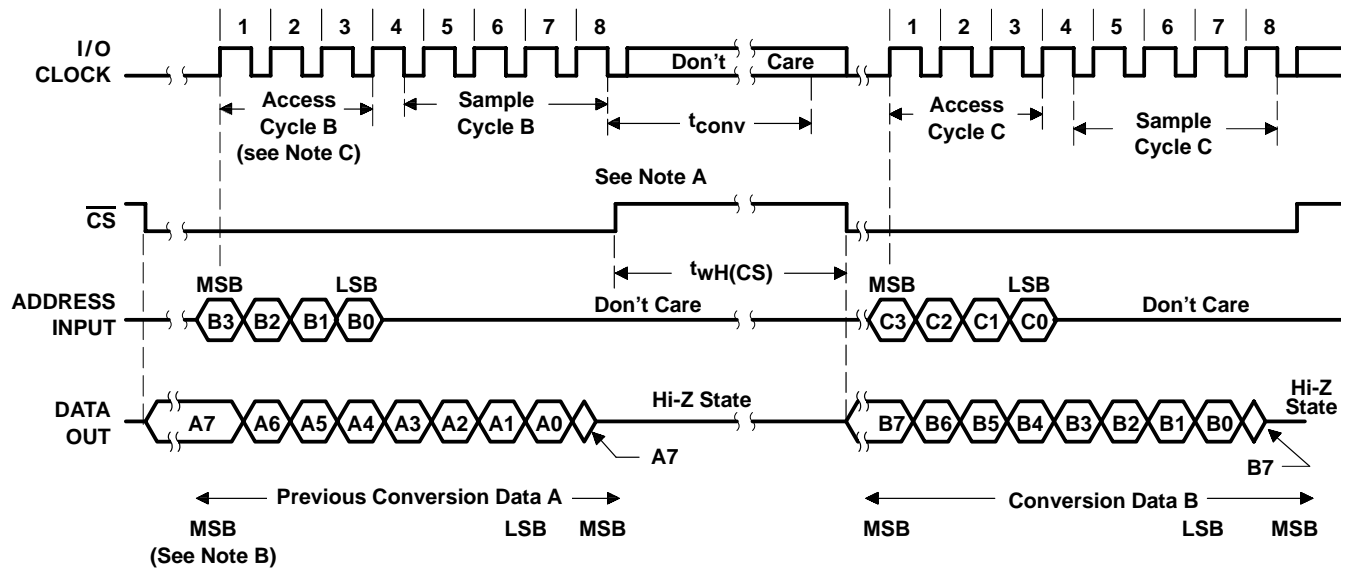 1 2 3 4 5 6 7 8 1 2 3 4 5 6 7 8
I/O
CLOCK
Don't Care
Access
Cycle B
(see Note C)
Sample
Cycle B
tconv
Access
Cycle C
Sample
Cycle C
See Note A
CS
twH(CS)
MSB LSB MSB LSB
ADDRESS
INPUT
B3 B2 B1 B0 Don't Care C3 C2 C1 C0 Don't Care
DATA
OUT
A7 A6 A5 A4 A3 A2 A1 A0 Hi-Z State B7 B6 B5 B4 B3 B2 B1 B0 Hi-Z
State
A7 B7
Previous Conversion Data A Conversion Data B
MSB LSB MSB MSB LSB MSB
(See Note B)